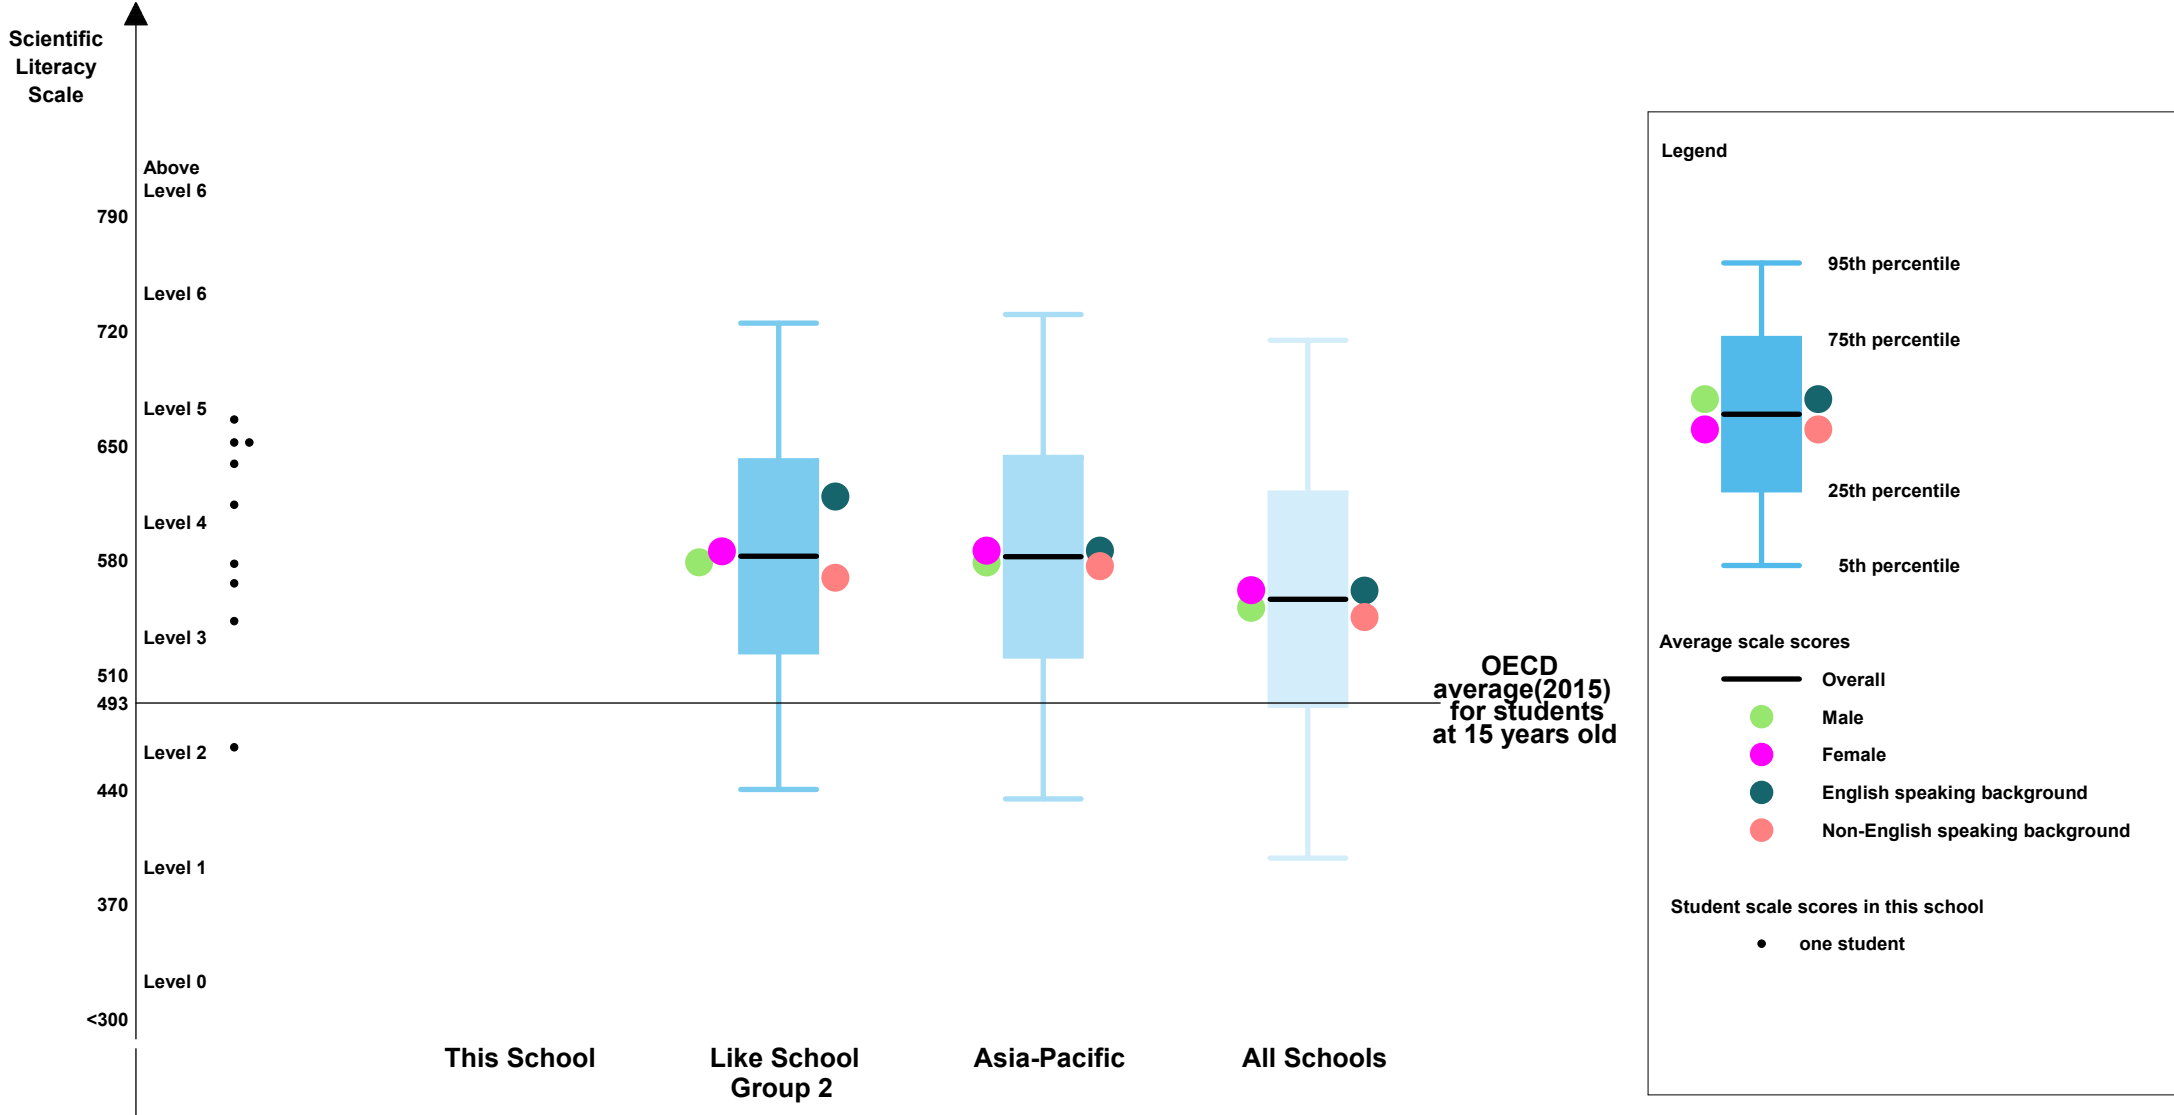 Scientific
Literacy
Scale
Above
Level 6
790
Level 6
720
Level 5
650
Level 4
580
Level 3
510
493
Level 2
440
Level 1
370
Level 0
<300
This School
Like School
Group 2
Asia-Pacific
All Schools
OECD
average(2015)
for students
at 15 years old
Legend
95th percentile
75th percentile
25th percentile
5th percentile
Average scale scores
Overall
Male
Female
English speaking background
Non-English speaking background
Student scale scores in this school
one student